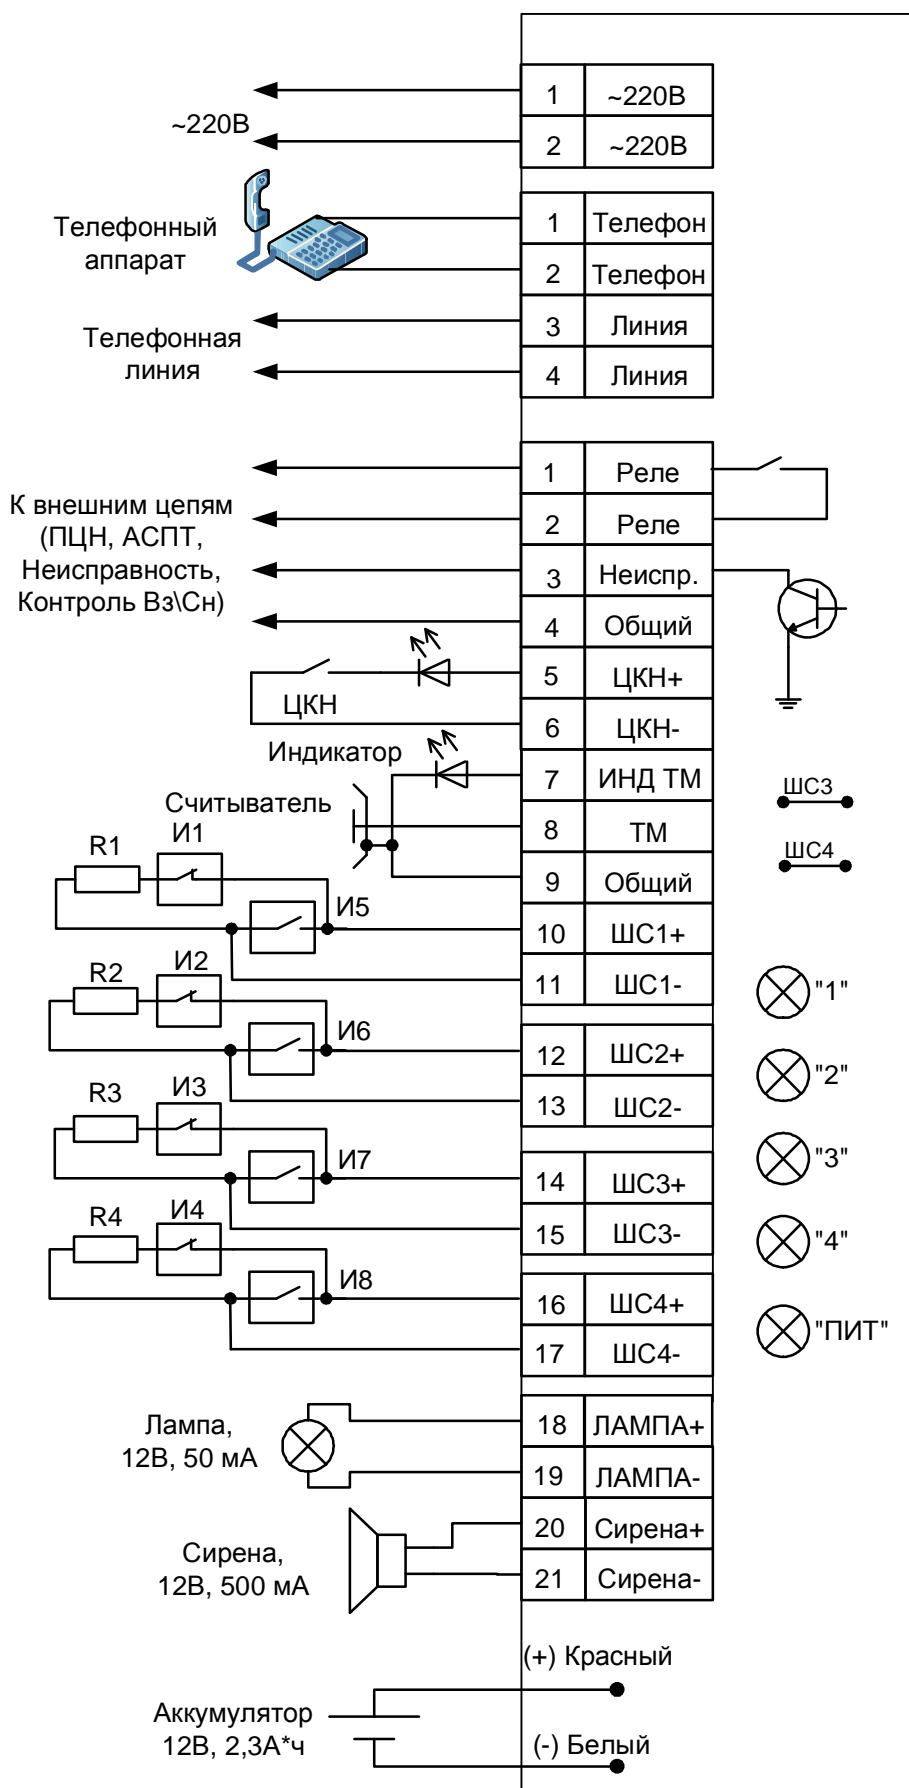 1 ~220В
~220В
2 ~220В
Телефонный
аппарат
1 Телефон
2 Телефон
Телефонная
линия
3 Линия
4 Линия
К внешним цепям
(ПЦН, АСПТ,
Неисправность,
Контроль Вз\Сн)
1 Реле
2 Реле
3 Неиспр.
4 Общий
ЦКН
5 ЦКН+
6 ЦКН-
Индикатор
7 ИНД ТМ
Считыватель
8 ТМ
9 Общий
ШС3
ШС4
R1 И1
И5
10 ШС1+
11 ШС1-
R2 И2
И6
12 ШС2+
13 ШС2-
R3 И3
И7
14 ШС3+
15 ШС3-
R4 И4
И8
16 ШС4+
17 ШС4-
"1"
"2"
"3"
"4"
"ПИТ"
Лампа,
12В, 50 мА
18 ЛАМПА+
19 ЛАМПА-
Сирена,
12В, 500 мА
20 Сирена+
21 Сирена-
(+) Красный
Аккумулятор
12В, 2,3А*ч
(-) Белый